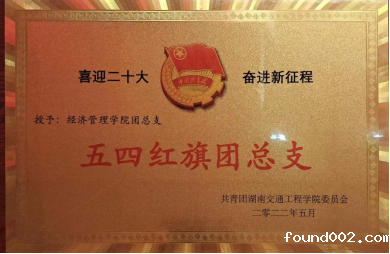 喜迎二十大 奋进新征程
授予：经济管理学院团总支
五四红旗团总支
共青团湖南交通工程学院委员会
二〇二二年五月
found002.com